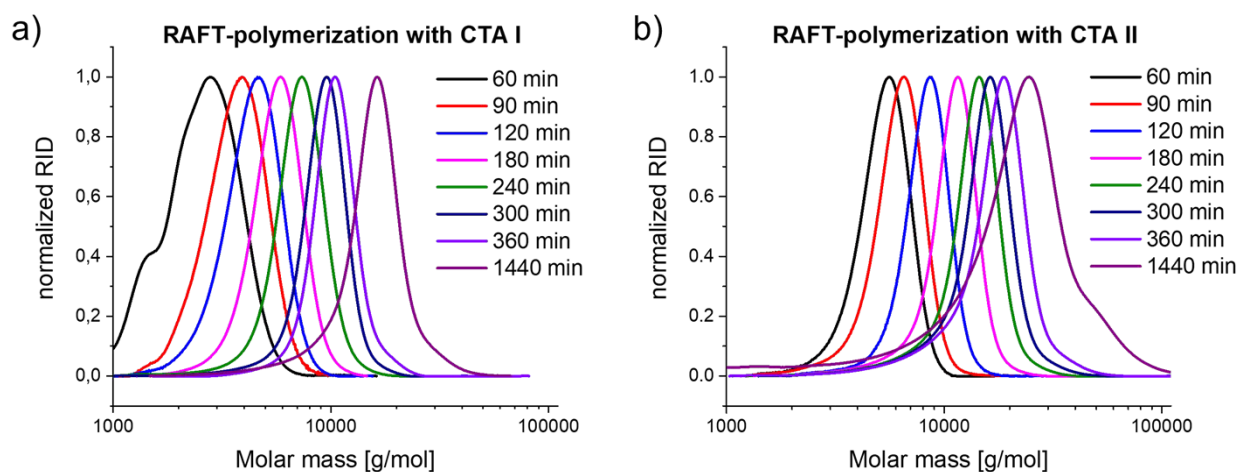 a)
RAFT-polymerization with CTA I
60 min
90 min
120 min
180 min
240 min
300 min
360 min
1440 min
1,0
0,8
0,6
0,4
0,2
0,0
normalized RID
1000
10000
100000
Molar mass [g/mol]
b)
RAFT-polymerization with CTA II
60 min
90 min
120 min
180 min
240 min
300 min
360 min
1440 min
1,0
0,8
0,6
0,4
0,2
0,0
normalized RID
1000
10000
100000
Molar mass [g/mol]